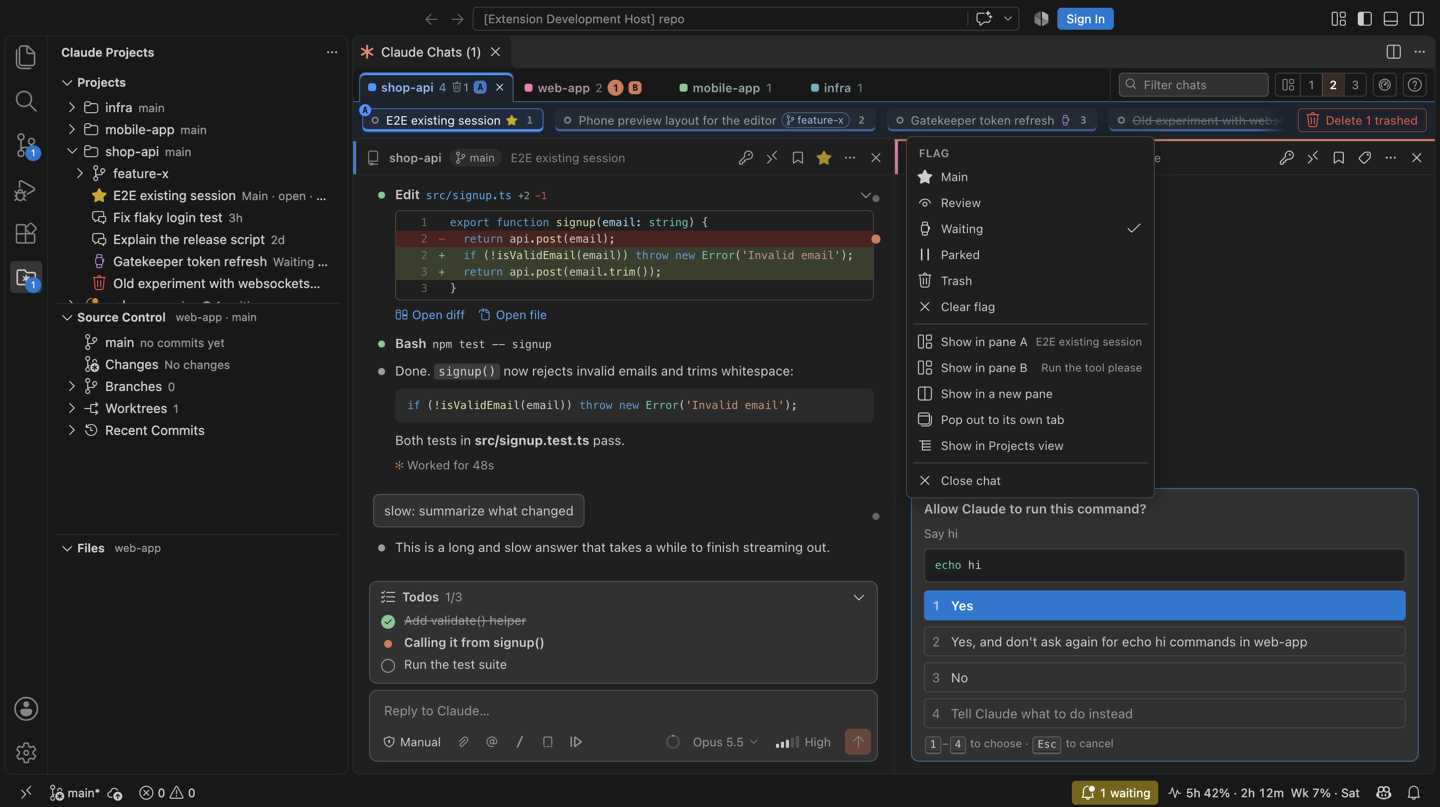 [Extension Development Host] repo
Sign In
Claude Projects
Projects
infra main
mobile-app main
shop-api main
feature-x
E2E existing session Main · open · ...
Fix flaky login test 3h
Explain the release script 2d
Gatekeeper token refresh Waiting ...
Old experiment with websockets...
Source Control web-app · main
main no commits yet
Changes No changes
Branches 0
Worktrees 1
Recent Commits
Files web-app
1
1
Claude Chats (1)
shop-api 4 1 A
web-app 2 1 B
mobile-app 1
infra 1
Filter chats
1 2 3
A
E2E existing session 1
Phone preview layout for the editor feature-x 2
Gatekeeper token refresh 3
Old experiment with webs
Delete 1 trashed
shop-api main E2E existing session
Edit src/signup.ts +2 −1
1 export function signup(email: string) {
2 - return api.post(email);
2 + if (!isValidEmail(email)) throw new Error('Invalid email');
3 + return api.post(email.trim());
3 }
Open diff Open file
Bash npm test -- signup
Done. signup() now rejects invalid emails and trims whitespace:
if (!isValidEmail(email)) throw new Error('Invalid email');
Both tests in src/signup.test.ts pass.
Worked for 48s
slow: summarize what changed
This is a long and slow answer that takes a while to finish streaming out.
Todos 1/3
Add validate() helper
Calling it from signup()
Run the test suite
Reply to Claude...
Manual @ / Opus 5.5 High
FLAG
Main
Review
Waiting
Parked
Trash
Clear flag
Show in pane A E2E existing session
Show in pane B Run the tool please
Show in a new pane
Pop out to its own tab
Show in Projects view
Close chat
Allow Claude to run this command?
Say hi
echo hi
1 Yes
2 Yes, and don't ask again for echo hi commands in web-app
3 No
4 Tell Claude what to do instead
1 – 4 to choose · Esc to cancel
main* 0 0
1 waiting
5h 42% · 2h 12m Wk 7% · Sat